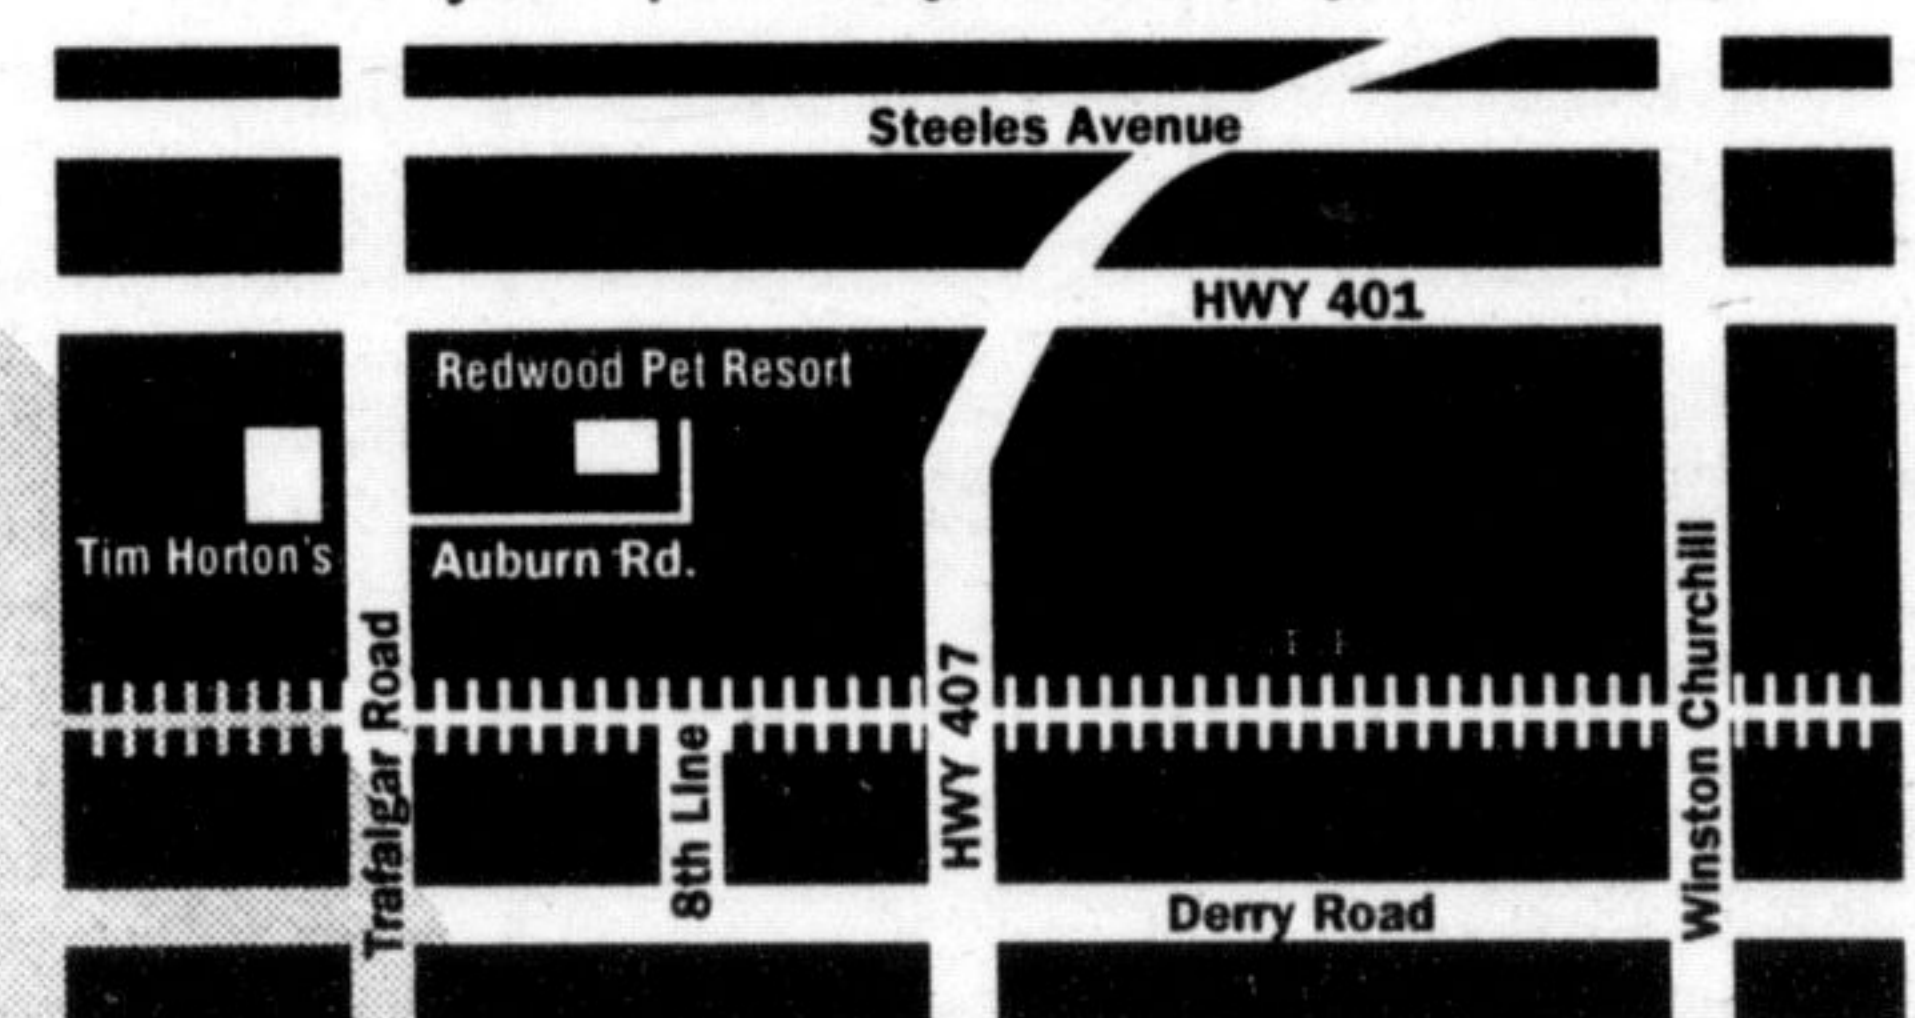 Steeles Avenue
HWY 401
Redwood Pet Resort
Tim Horton's
Auburn Rd.
Trafalgar Road
8th Line
HWY 407
Winston Churchill
Derry Road